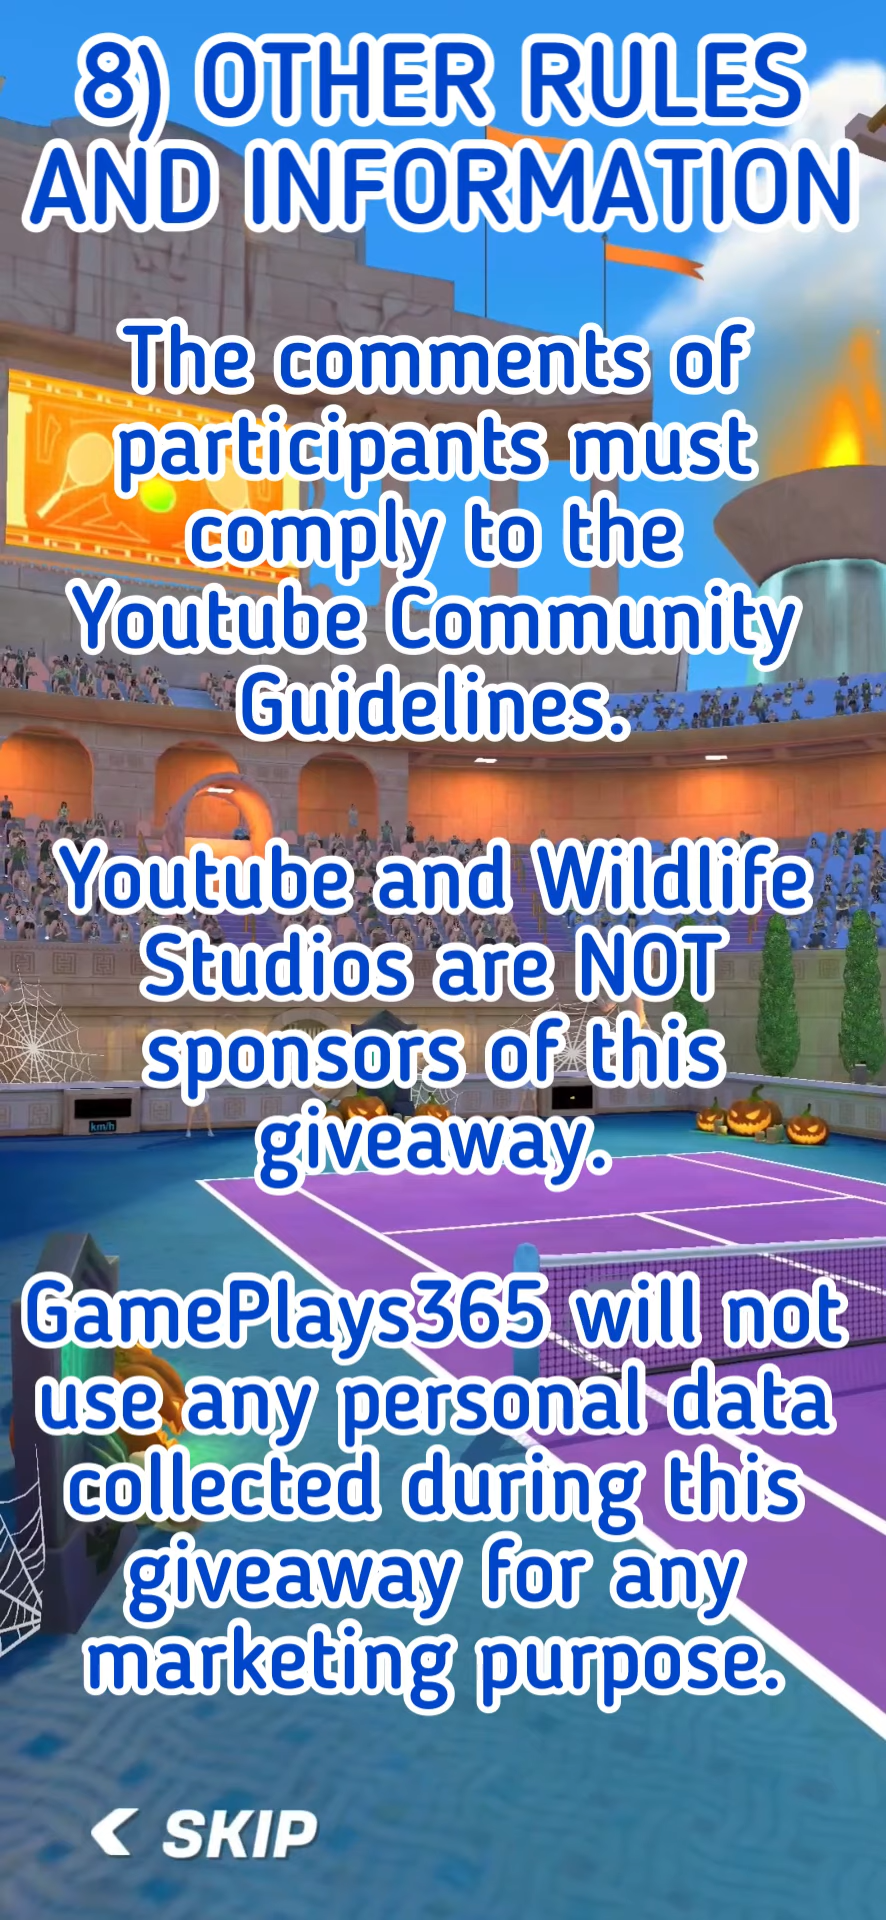 8) OTHER RULES
AND INFORMATION
The comments of
participants must
comply to the
Youtube Community
Guidelines.
Youtube and Wildlife
Studios are NOT
sponsors of this
giveaway.
km/h
GamePlays365 will not
use any personal data
collected during this
giveaway for any
marketing purpose.
SKIP